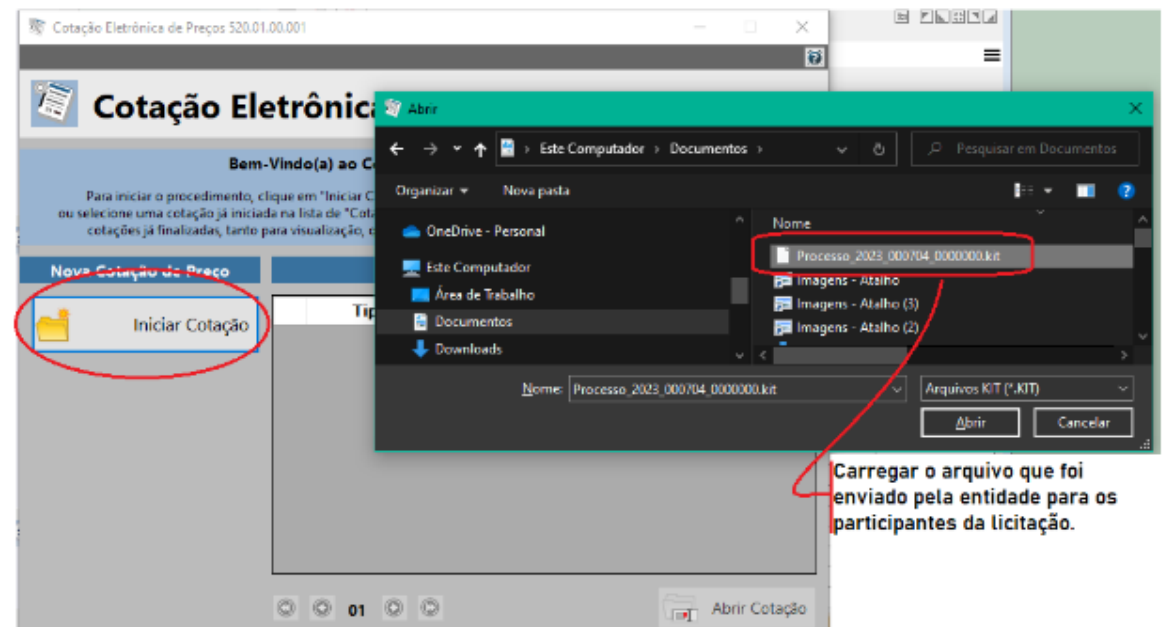 Cotação Eletrônica de Preços 520.01.00.001
Cotação Eletrônica
Bem-Vindo(a) ao C
Para iniciar o procedimento, clique em "Iniciar C
ou selecione uma cotação já iniciada na lista de "Cota
cotações já finalizadas, tanto para visualização, o
Nova Cotação de Preço
Iniciar Cotação
Tip
Abrir
Este Computador › Documentos ›
Pesquisar em Documentos
Organizar
Nova pasta
OneDrive - Personal
Este Computador
Área de Trabalho
Documentos
Downloads
Nome
Processo_2023_000704_0000000.kit
Imagens - Atalho
Imagens - Atalho (3)
Imagens - Atalho (2)
Nome: Processo_2023_000704_0000000.kit
Arquivos KIT (*.KIT)
Abrir
Cancelar
Carregar o arquivo que foi
enviado pela entidade para os
participantes da licitação.
01
Abrir Cotação